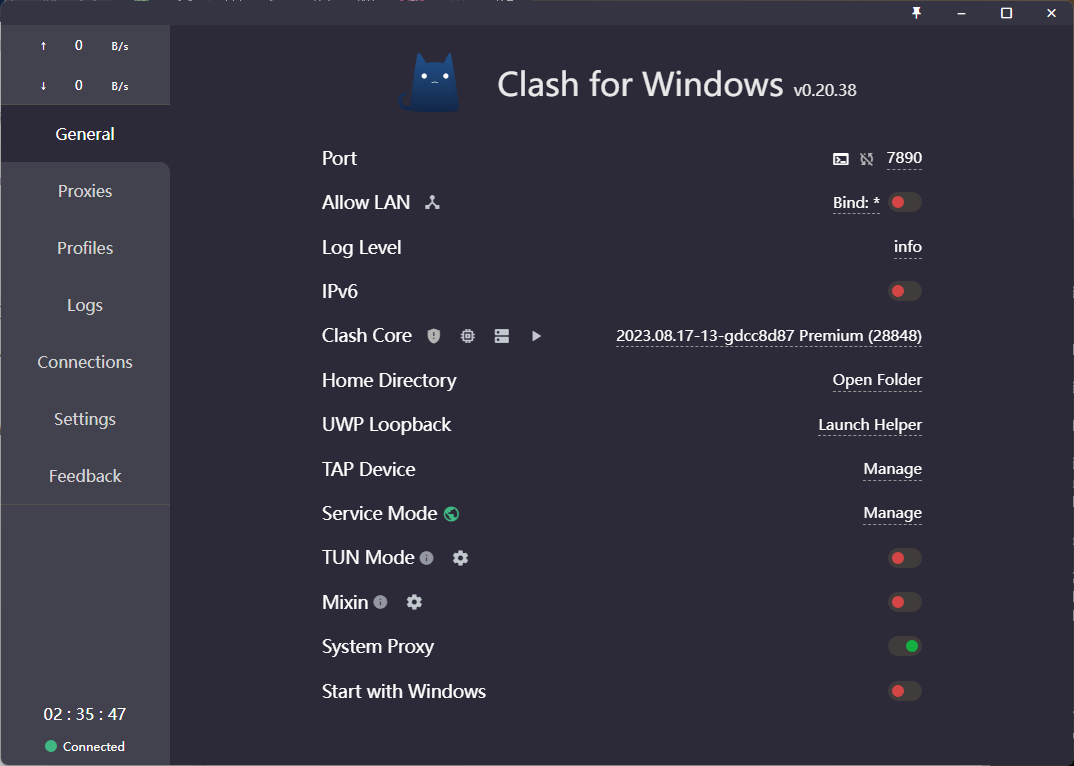 ↑ 0 B/s
↓ 0 B/s
General
Proxies
Profiles
Logs
Connections
Settings
Feedback
02 : 35 : 47
Connected
Clash for Windows v0.20.38
Port 7890
Allow LAN Bind: *
Log Level info
IPv6
Clash Core 2023.08.17-13-gdcc8d87 Premium (28848)
Home Directory Open Folder
UWP Loopback Launch Helper
TAP Device Manage
Service Mode Manage
TUN Mode
Mixin
System Proxy
Start with Windows